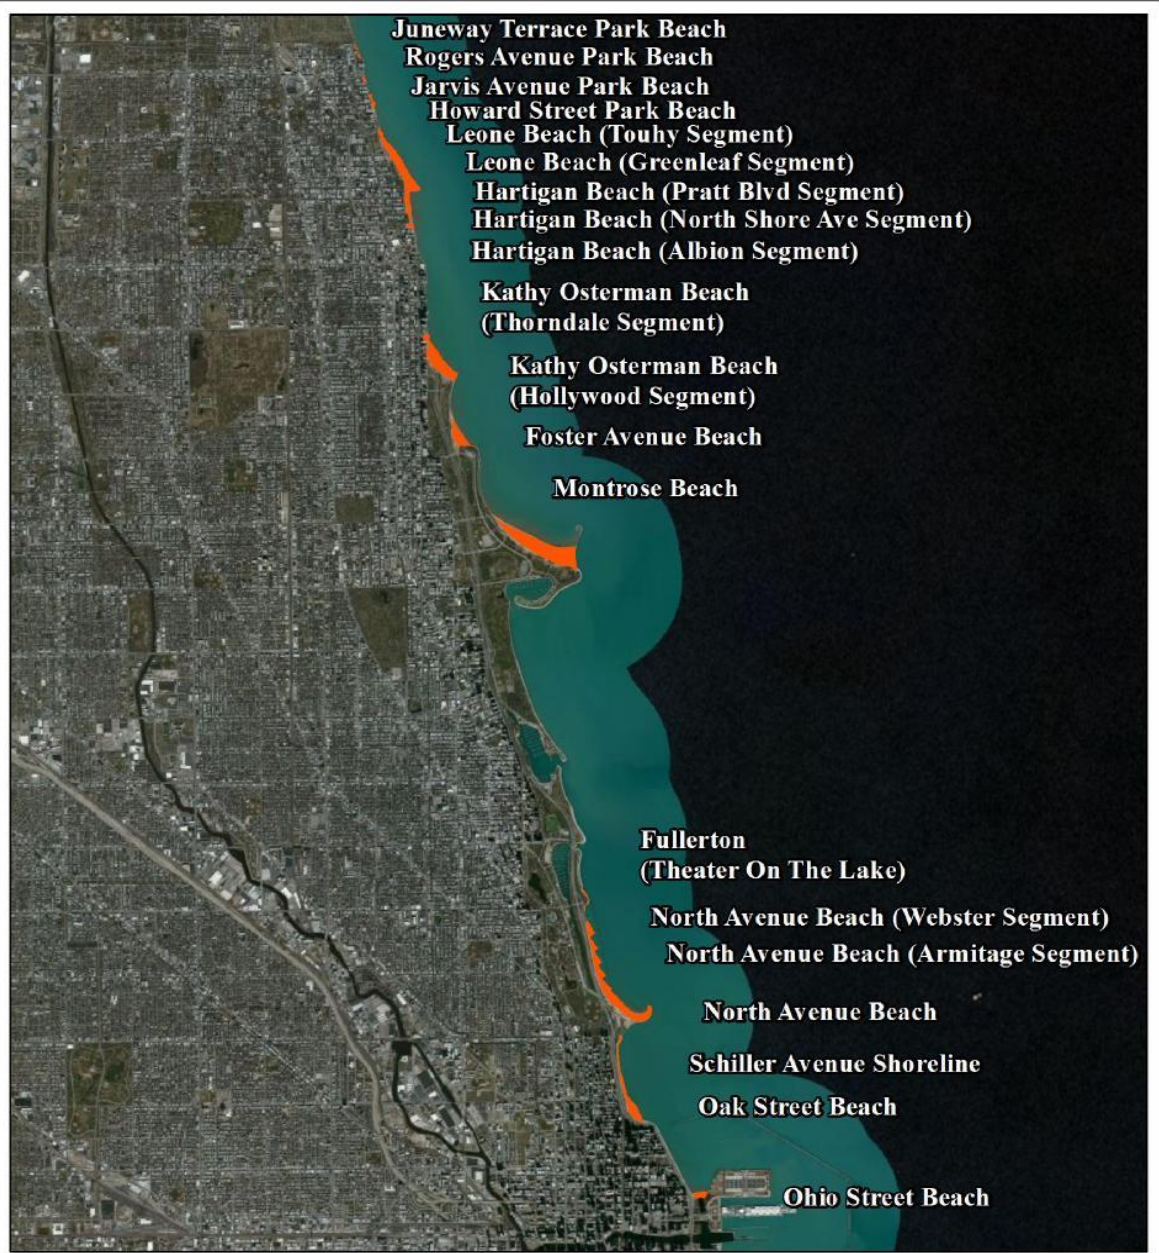 Juneway Terrace Park Beach
Rogers Avenue Park Beach
Jarvis Avenue Park Beach
Howard Street Park Beach
Leone Beach (Touhy Segment)
Leone Beach (Greenleaf Segment)
Hartigan Beach (Pratt Blvd Segment)
Hartigan Beach (North Shore Ave Segment)
Hartigan Beach (Albion Segment)
Kathy Osterman Beach
(Thorndale Segment)
Kathy Osterman Beach
(Hollywood Segment)
Foster Avenue Beach
Montrose Beach
Fullerton
(Theater On The Lake)
North Avenue Beach (Webster Segment)
North Avenue Beach (Armitage Segment)
North Avenue Beach
Schiller Avenue Shoreline
Oak Street Beach
Ohio Street Beach